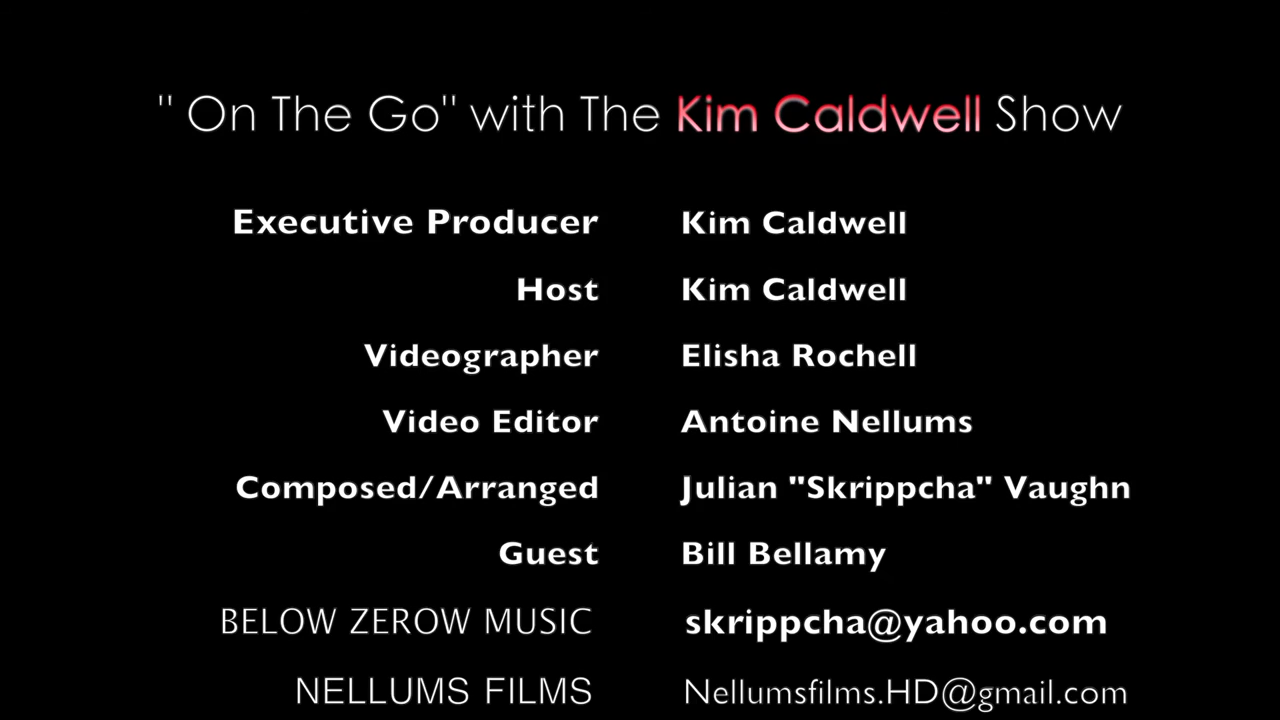 " On The Go" with The Kim Caldwell Show
Executive Producer Kim Caldwell
Host Kim Caldwell
Videographer Elisha Rochell
Video Editor Antoine Nellums
Composed/Arranged Julian "Skrippcha" Vaughn
Guest Bill Bellamy
BELOW ZEROW MUSIC skrippcha@yahoo.com
NELLUMS FILMS Nellumsfilms.HD@gmail.com